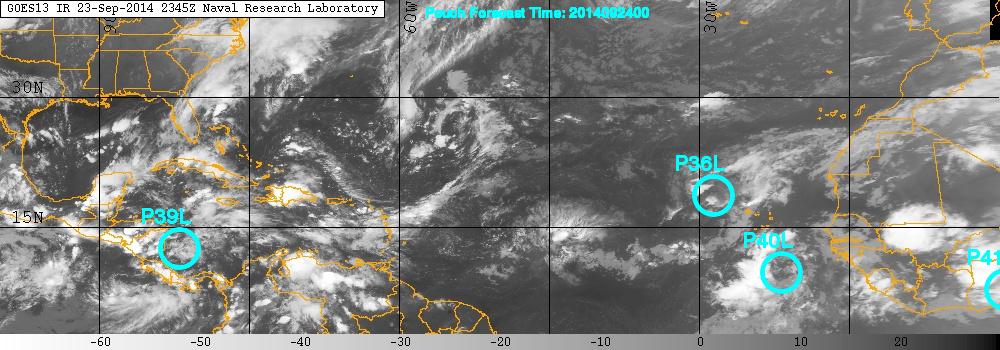 GOES13 IR 23-Sep-2014 2345Z Naval Research Laboratory
Pouch Forecast Time: 2014092400
60W
30W
30N
P36L
15N
P39L
P40L
P41
-60 -50 -40 -30 -20 -10 0 10 20